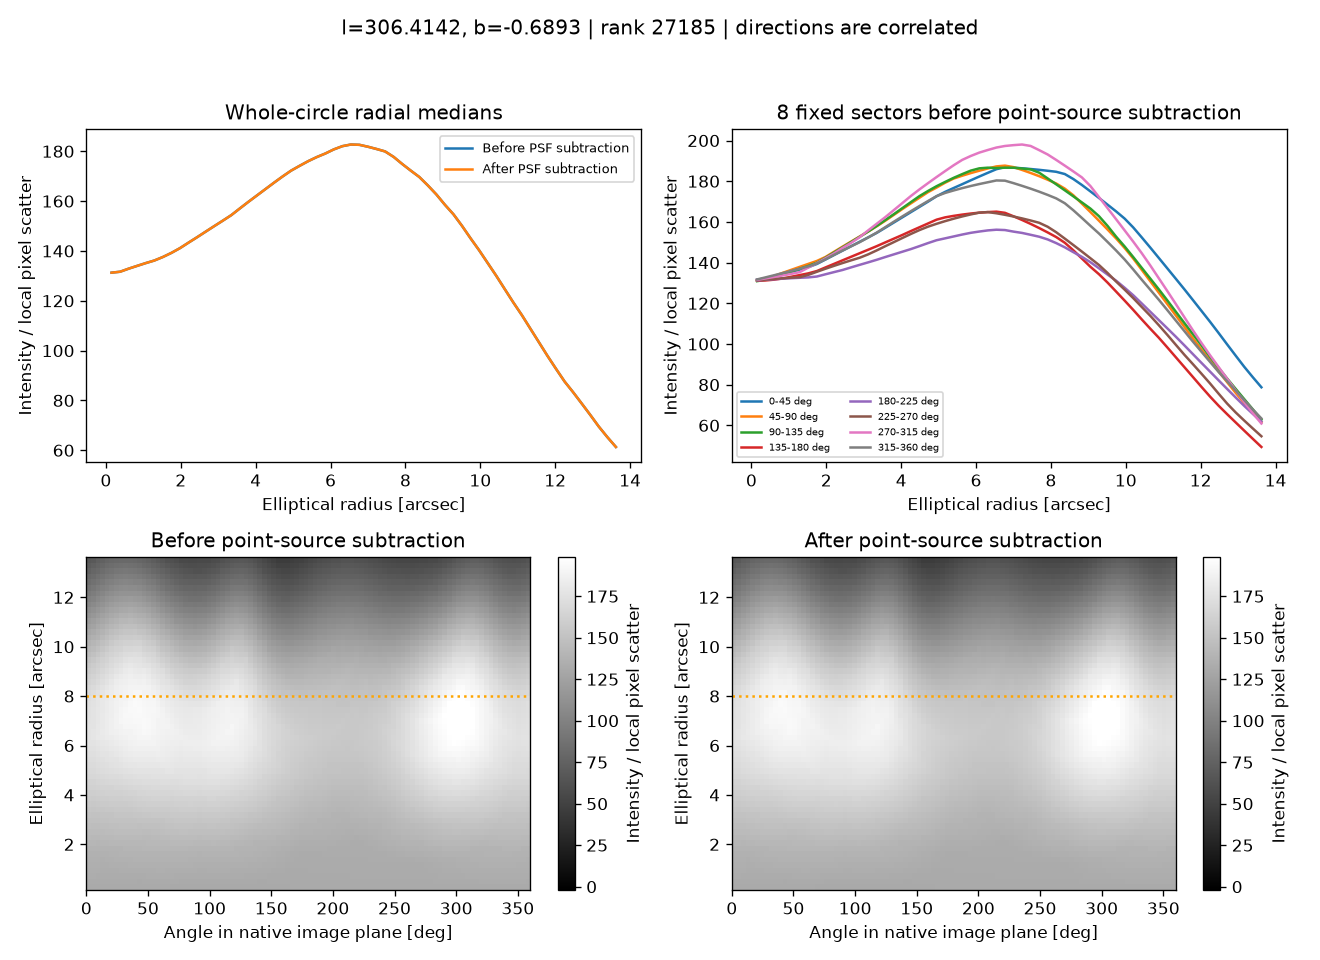 l=306.4142, b=-0.6893 | rank 27185 | directions are correlated
Whole-circle radial medians
Intensity / local pixel scatter
180
160
140
120
100
80
60
Before PSF subtraction
After PSF subtraction
0 2 4 6 8 10 12 14
Elliptical radius [arcsec]
8 fixed sectors before point-source subtraction
Intensity / local pixel scatter
200
180
160
140
120
100
80
60
0-45 deg
45-90 deg
90-135 deg
135-180 deg
180-225 deg
225-270 deg
270-315 deg
315-360 deg
0 2 4 6 8 10 12 14
Elliptical radius [arcsec]
Before point-source subtraction
Elliptical radius [arcsec]
12
10
8
6
4
2
0 50 100 150 200 250 300 350
Angle in native image plane [deg]
175
150
125
100
75
50
25
0
Intensity / local pixel scatter
After point-source subtraction
Elliptical radius [arcsec]
12
10
8
6
4
2
0 50 100 150 200 250 300 350
Angle in native image plane [deg]
175
150
125
100
75
50
25
0
Intensity / local pixel scatter